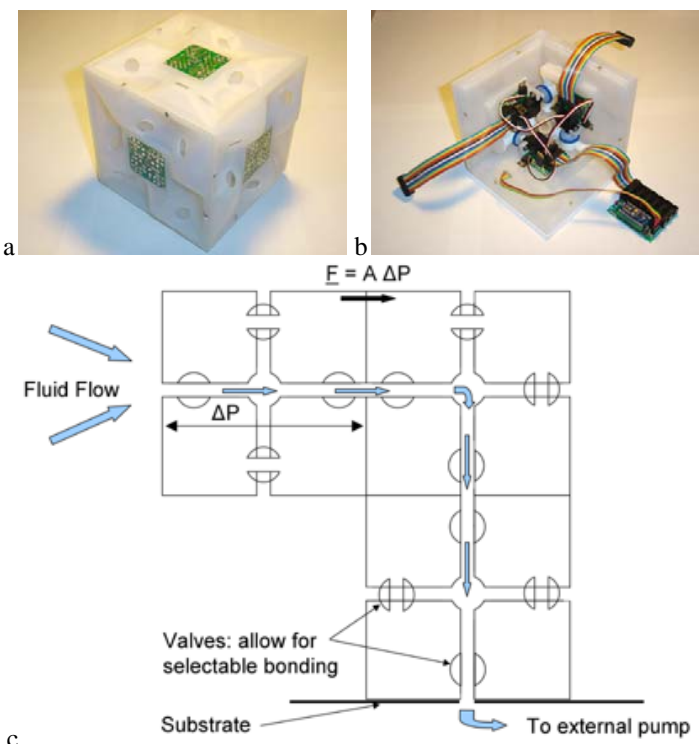 a
b
F = A ΔP
Fluid Flow
ΔP
Valves: allow for
selectable bonding
Substrate
To external pump
c